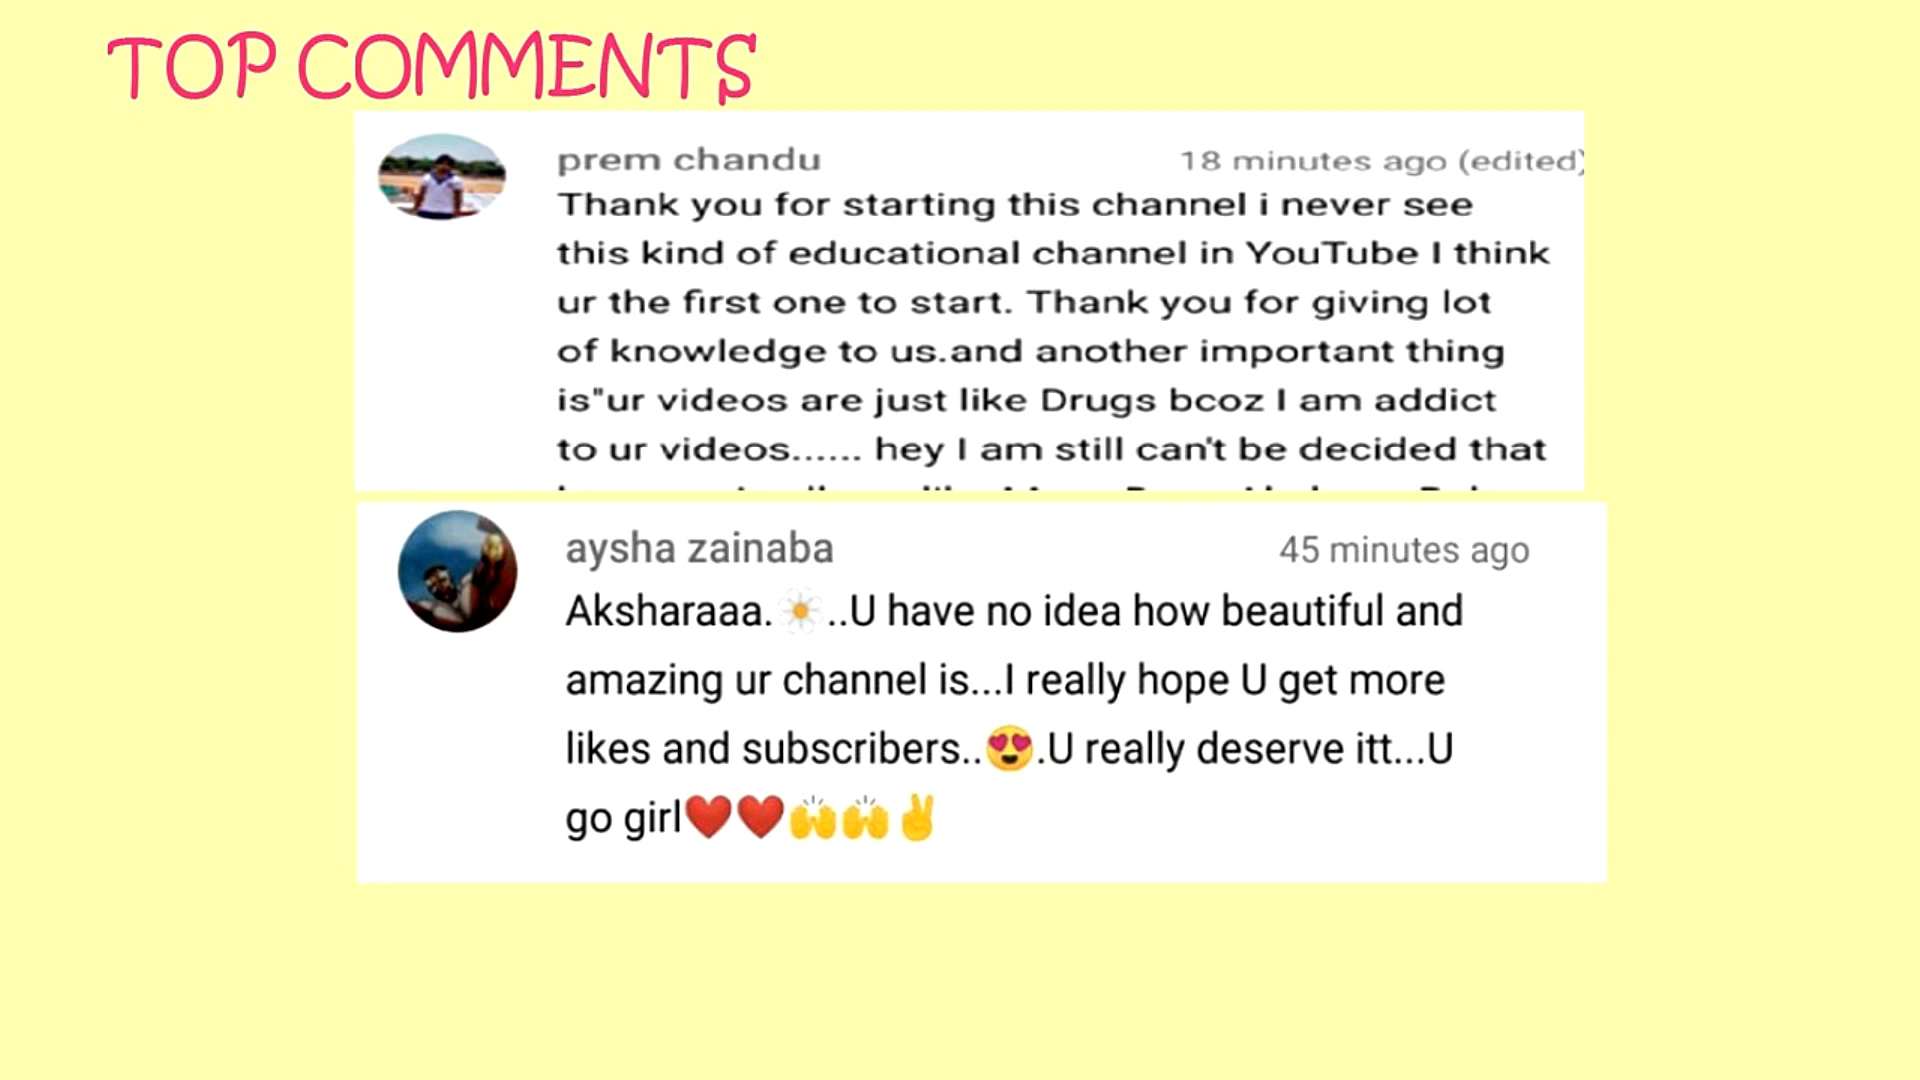 TOP COMMENTS
prem chandu 18 minutes ago (edited)
Thank you for starting this channel i never see
this kind of educational channel in YouTube I think
ur the first one to start. Thank you for giving lot
of knowledge to us.and another important thing
is"ur videos are just like Drugs bcoz I am addict
to ur videos...... hey I am still can't be decided that
aysha zainaba 45 minutes ago
Aksharaaa.🌼..U have no idea how beautiful and
amazing ur channel is...I really hope U get more
likes and subscribers..😍.U really deserve itt...U
go girl❤️❤️🙌🙌✌️